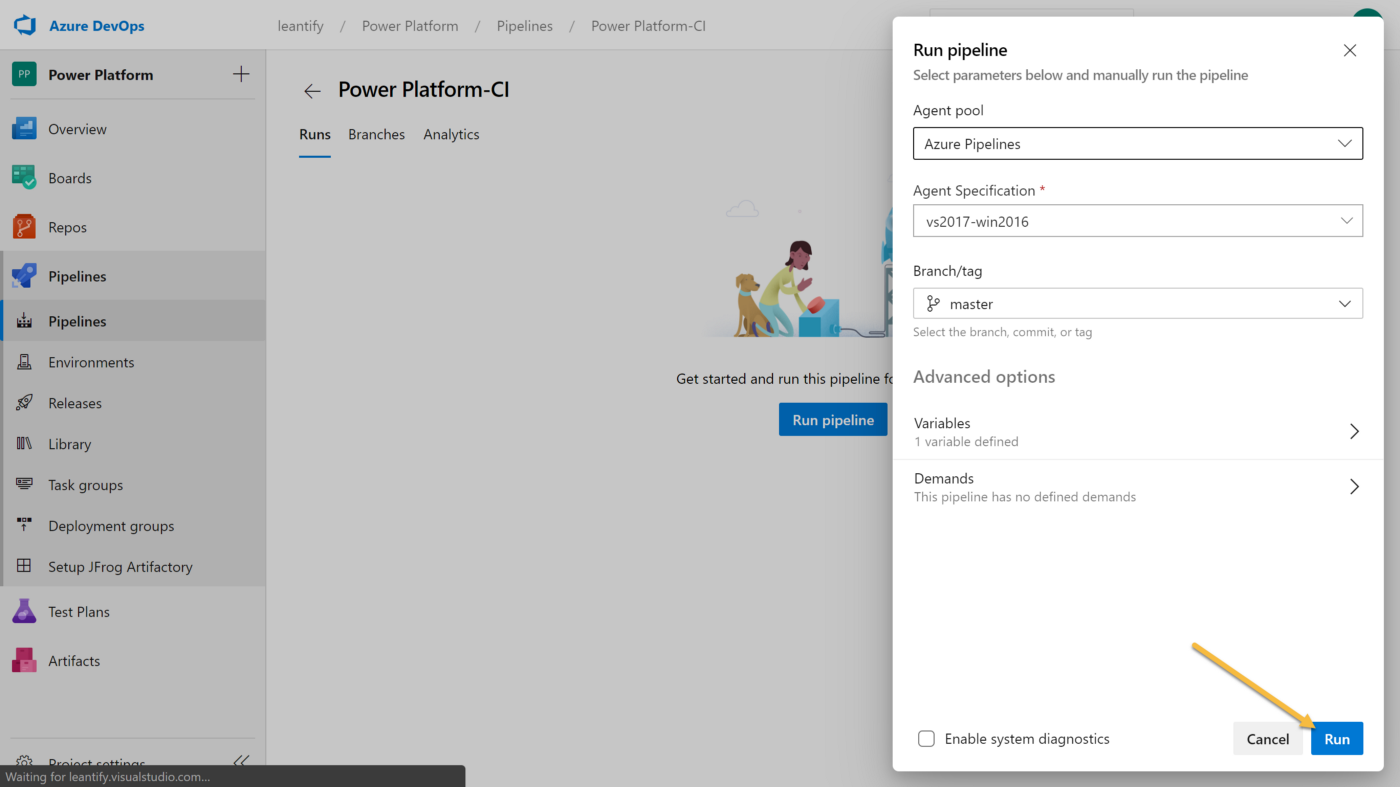 Azure DevOps
leantify / Power Platform / Pipelines / Power Platform-CI
PP Power Platform
Overview
Boards
Repos
Pipelines
Pipelines
Environments
Releases
Library
Task groups
Deployment groups
Setup JFrog Artifactory
Test Plans
Artifacts
Project settings
Waiting for leantify.visualstudio.com...
Power Platform-CI
Runs Branches Analytics
Get started and run this pipeline
Run pipeline
Run pipeline
Select parameters below and manually run the pipeline
Agent pool
Azure Pipelines
Agent Specification *
vs2017-win2016
Branch/tag
master
Select the branch, commit, or tag
Advanced options
Variables
1 variable defined
Demands
This pipeline has no defined demands
Enable system diagnostics
Cancel
Run